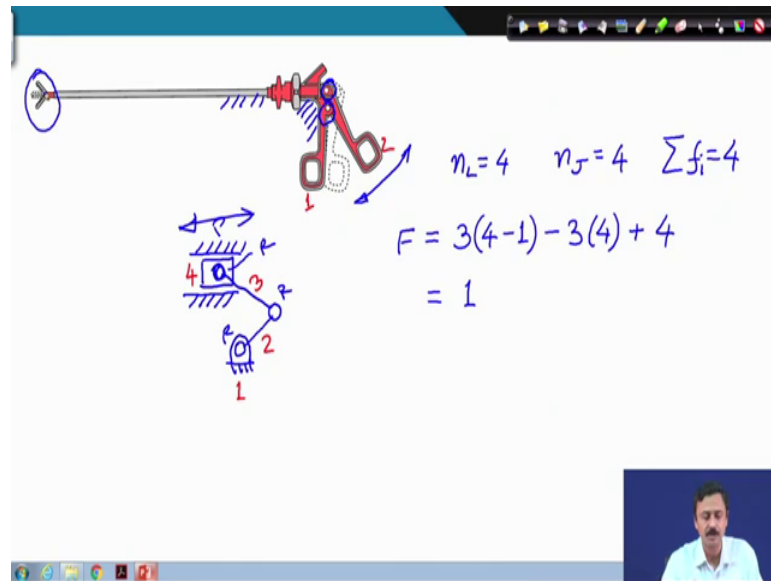 2
1
n_L=4 n_J=4 Σf_i=4
F = 3(4-1) - 3(4) + 4
= 1
P
R
4
3
R
R
2
1